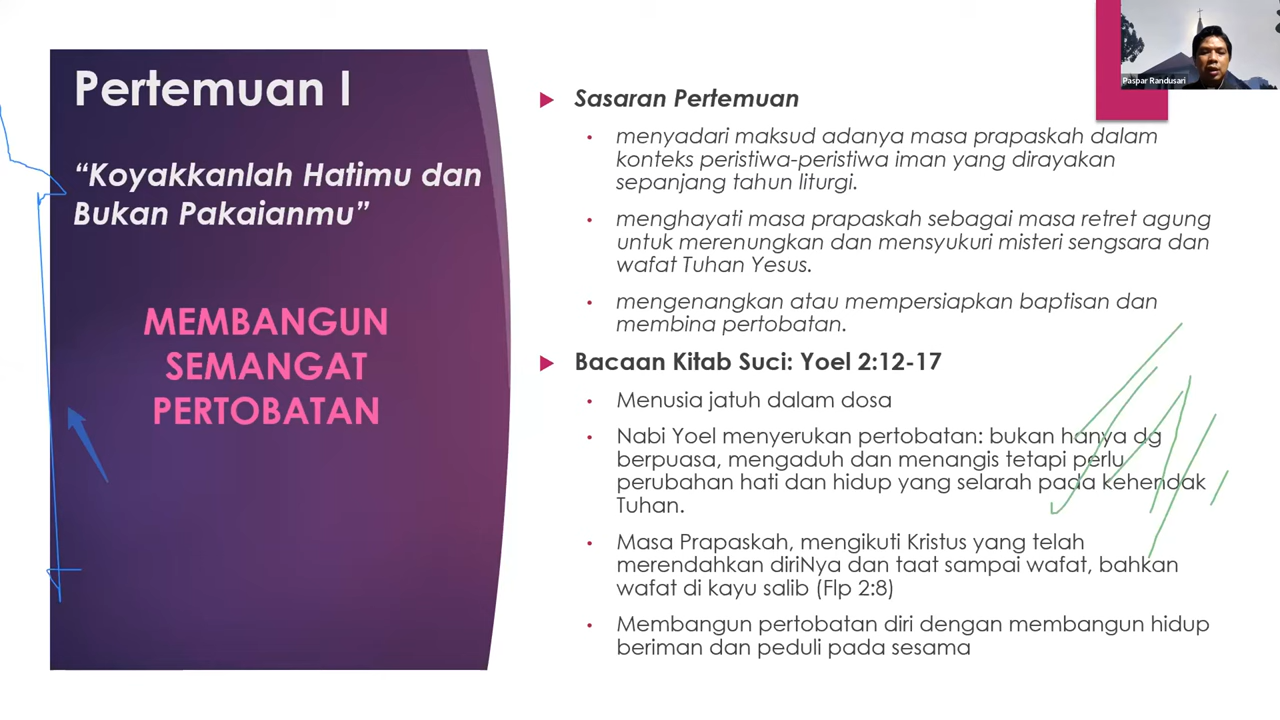 Pertemuan I
“Koyakkanlah Hatimu dan
Bukan Pakaianmu”
MEMBANGUN
SEMANGAT
PERTOBATAN
Sasaran Pertemuan
menyadari maksud adanya masa prapaskah dalam
konteks peristiwa-peristiwa iman yang dirayakan
sepanjang tahun liturgi.
menghayati masa prapaskah sebagai masa retret agung
untuk merenungkan dan mensyukuri misteri sengsara dan
wafat Tuhan Yesus.
mengenangkan atau mempersiapkan baptisan dan
membina pertobatan.
Bacaan Kitab Suci: Yoel 2:12-17
Menusia jatuh dalam dosa
Nabi Yoel menyerukan pertobatan: bukan hanya dg
berpuasa, mengaduh dan menangis tetapi perlu
perubahan hati dan hidup yang selarah pada kehendak
Tuhan.
Masa Prapaskah, mengikuti Kristus yang telah
merendahkan diriNya dan taat sampai wafat, bahkan
wafat di kayu salib (Flp 2:8)
Membangun pertobatan diri dengan membangun hidup
beriman dan peduli pada sesama
Paspar Randusari